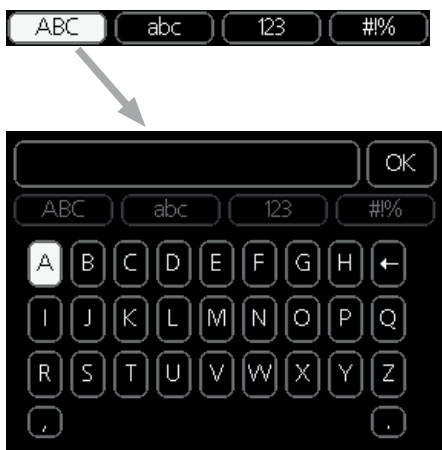 ABC abc 123 #!%
OK
ABC abc 123 #!%
A B C D E F G H ←
I J K L M N O P Q
R S T U V W X Y Z
, .